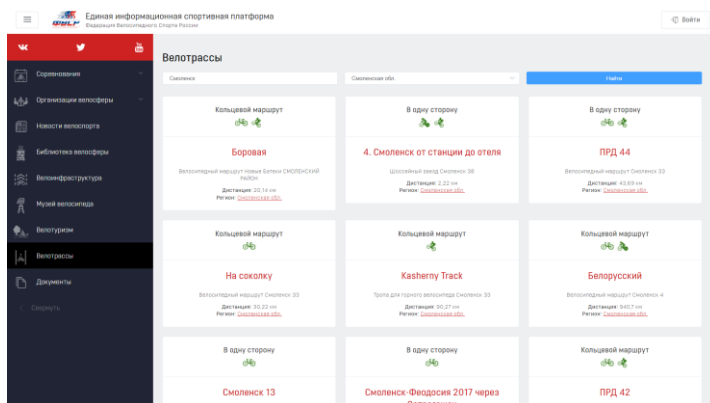 Единая информационная спортивная платформа
Федерация Велосипедного Спорта России
Войти
Соревнования
Организации велосферы
Новости велоспорта
Библиотека велосферы
Велоинфраструктура
Музей велосипеда
Велотуризм
Велотрассы
Документы
Свернуть
Велотрассы
Смоленск
Смоленская обл.
Найти
Кольцевой маршрут
Боровая
Велосипедный маршрут Новые Батеки СМОЛЕНСКИЙ
РАЙОН
Дистанция: 20,14 км
Регион: Смоленская обл.
В одну сторону
4. Смоленск от станции до отеля
Шоссейный заезд Смоленск 36
Дистанция: 2,22 км
Регион: Смоленская обл.
В одну сторону
ПРД 44
Велосипедный маршрут Смоленск 33
Дистанция: 43,69 км
Регион: Смоленская обл.
Кольцевой маршрут
На соколку
Велосипедный маршрут Смоленск 33
Дистанция: 30,22 км
Регион: Смоленская обл.
Кольцевой маршрут
Kasherny Track
Тропа для горного велосипеда Смоленск 33
Дистанция: 90,27 км
Регион: Смоленская обл.
Кольцевой маршрут
Белорусский
Велосипедный маршрут Смоленск 4
Дистанция: 940,7 км
Регион: Смоленская обл.
В одну сторону
Смоленск 13
В одну сторону
Смоленск-Феодосия 2017 через
Кольцевой маршрут
ПРД 42